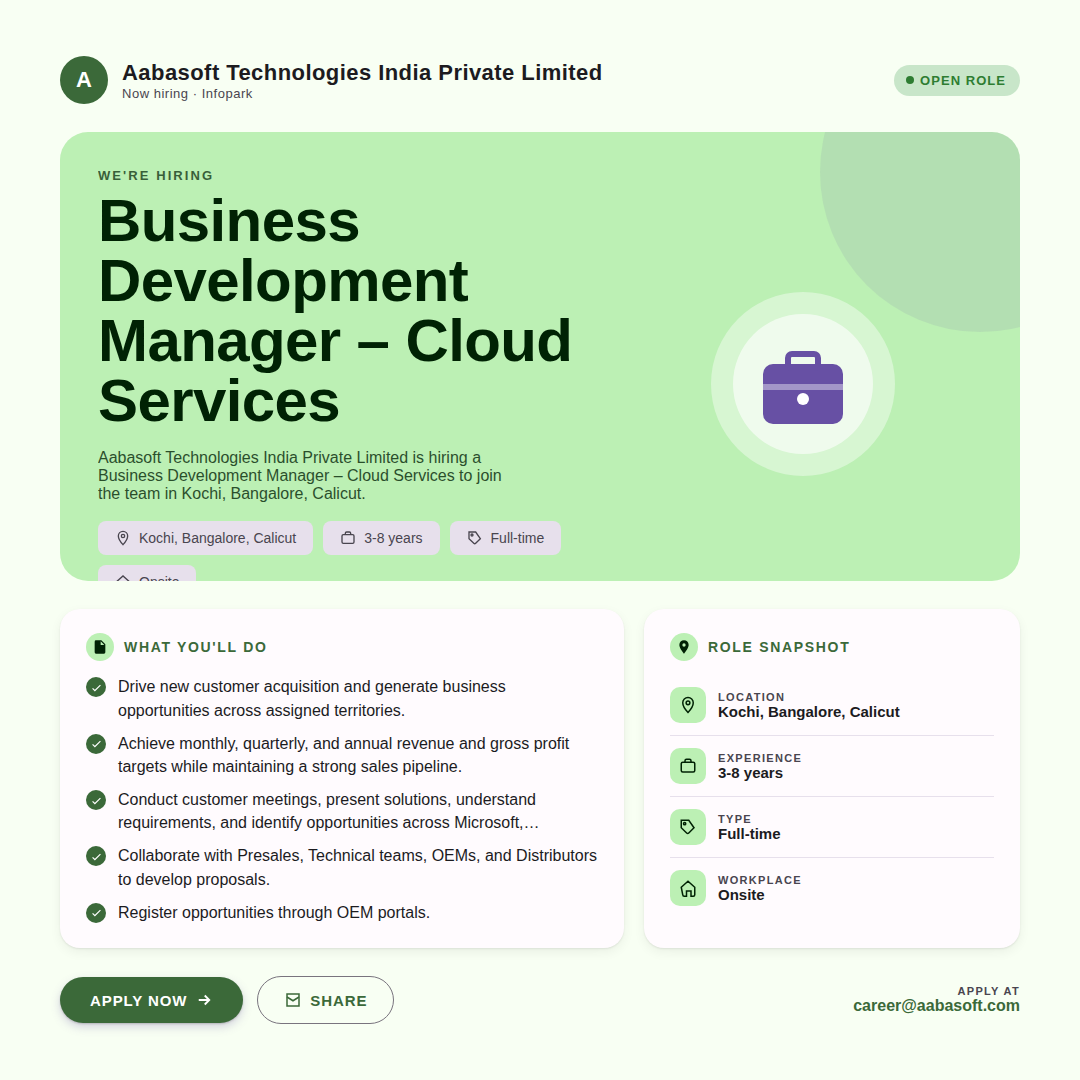 A
Aabasoft Technologies India Private Limited
Now hiring · Infopark
OPEN ROLE
WE'RE HIRING
Business
Development
Manager – Cloud
Services
Aabasoft Technologies India Private Limited is hiring a
Business Development Manager – Cloud Services to join
the team in Kochi, Bangalore, Calicut.
Kochi, Bangalore, Calicut
3-8 years
Full-time
Onsite
WHAT YOU'LL DO
Drive new customer acquisition and generate business
opportunities across assigned territories.
Achieve monthly, quarterly, and annual revenue and gross profit
targets while maintaining a strong sales pipeline.
Conduct customer meetings, present solutions, understand
requirements, and identify opportunities across Microsoft,…
Collaborate with Presales, Technical teams, OEMs, and Distributors
to develop proposals.
Register opportunities through OEM portals.
ROLE SNAPSHOT
LOCATION
Kochi, Bangalore, Calicut
EXPERIENCE
3-8 years
TYPE
Full-time
WORKPLACE
Onsite
APPLY NOW
SHARE
APPLY AT
career@aabasoft.com